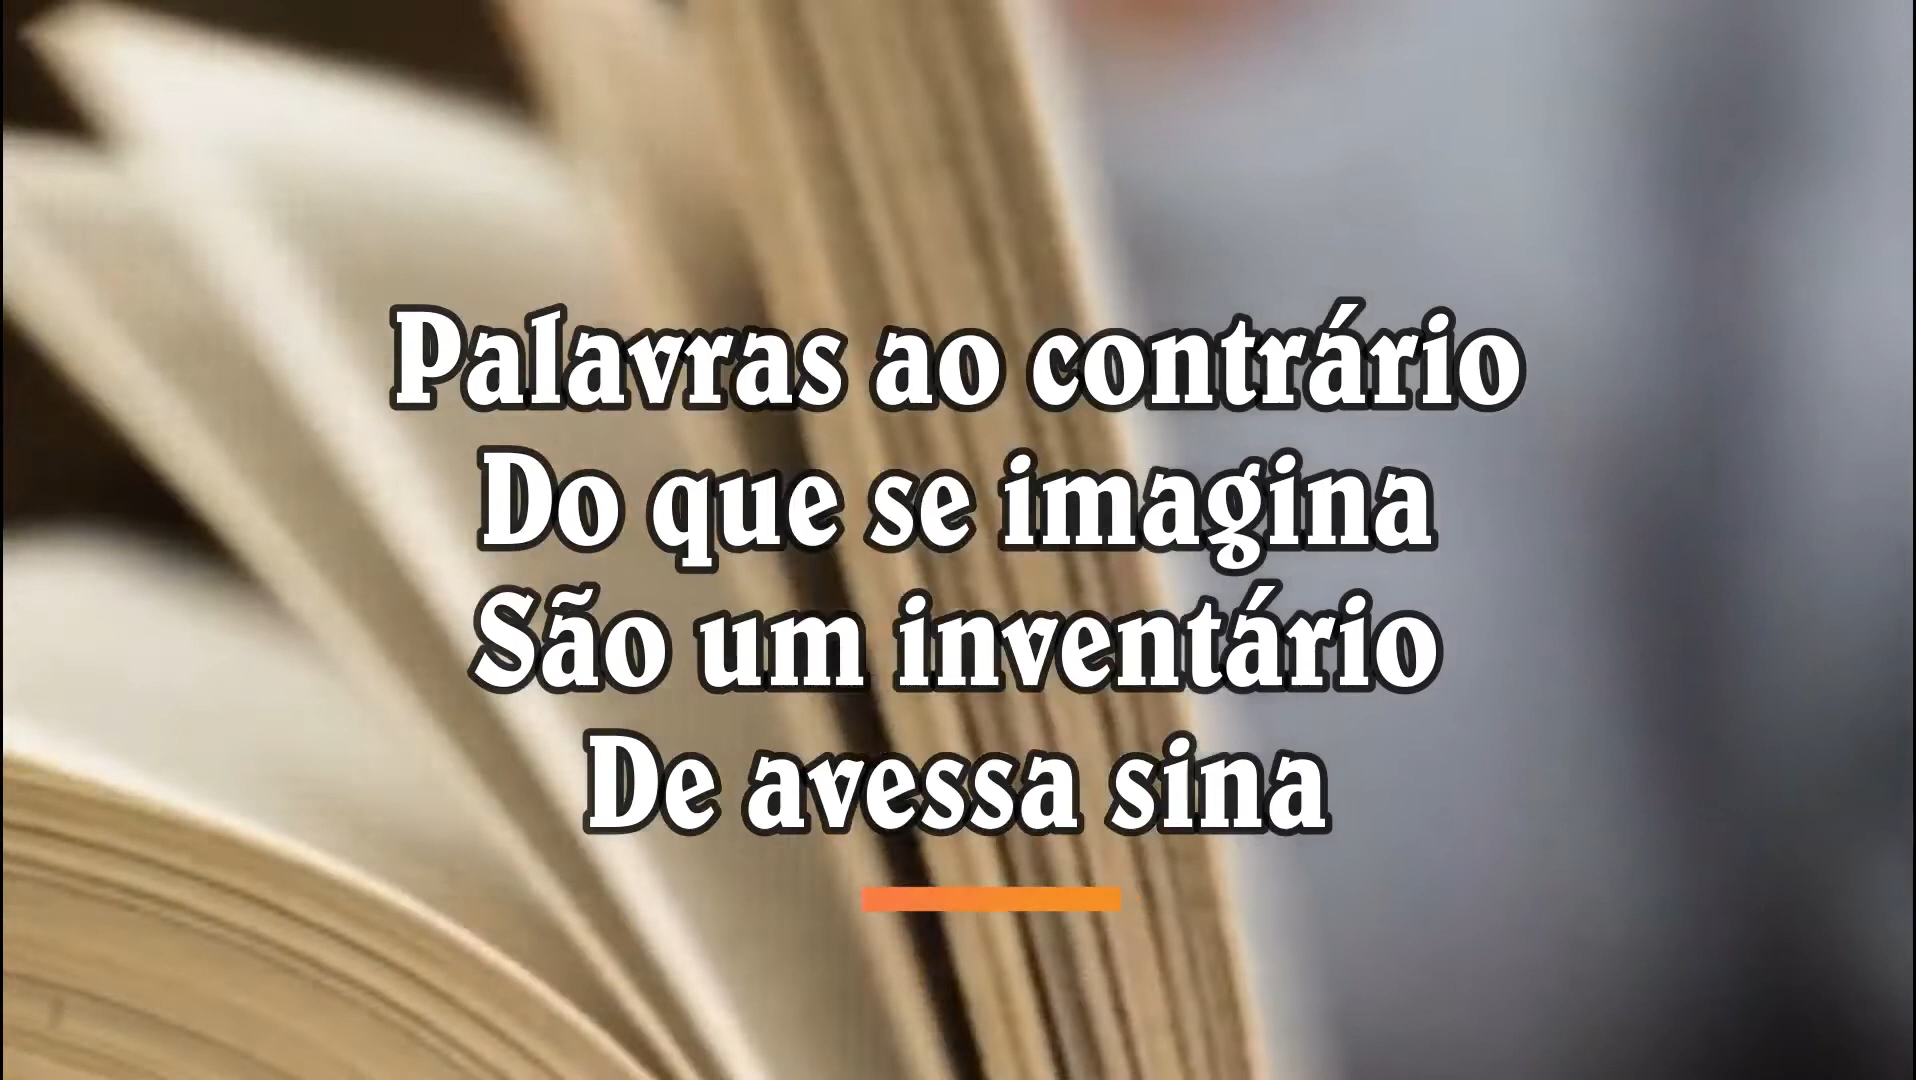 Palavras ao contrário
Do que se imagina
São um inventário
De avessa sina